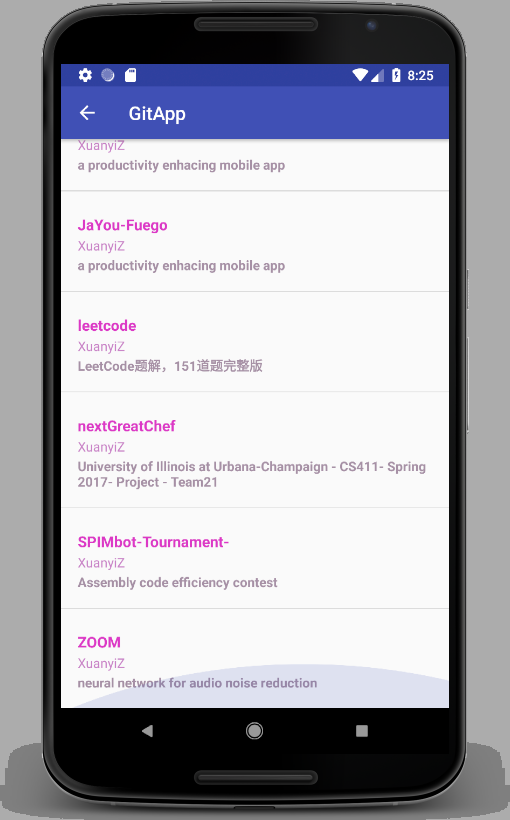 8:25
GitApp
XuanyiZ
a productivity enhacing mobile app
JaYou-Fuego
XuanyiZ
a productivity enhacing mobile app
leetcode
XuanyiZ
LeetCode题解，151道题完整版
nextGreatChef
XuanyiZ
University of Illinois at Urbana-Champaign - CS411- Spring
2017- Project - Team21
SPIMbot-Tournament-
XuanyiZ
Assembly code efficiency contest
ZOOM
XuanyiZ
neural network for audio noise reduction